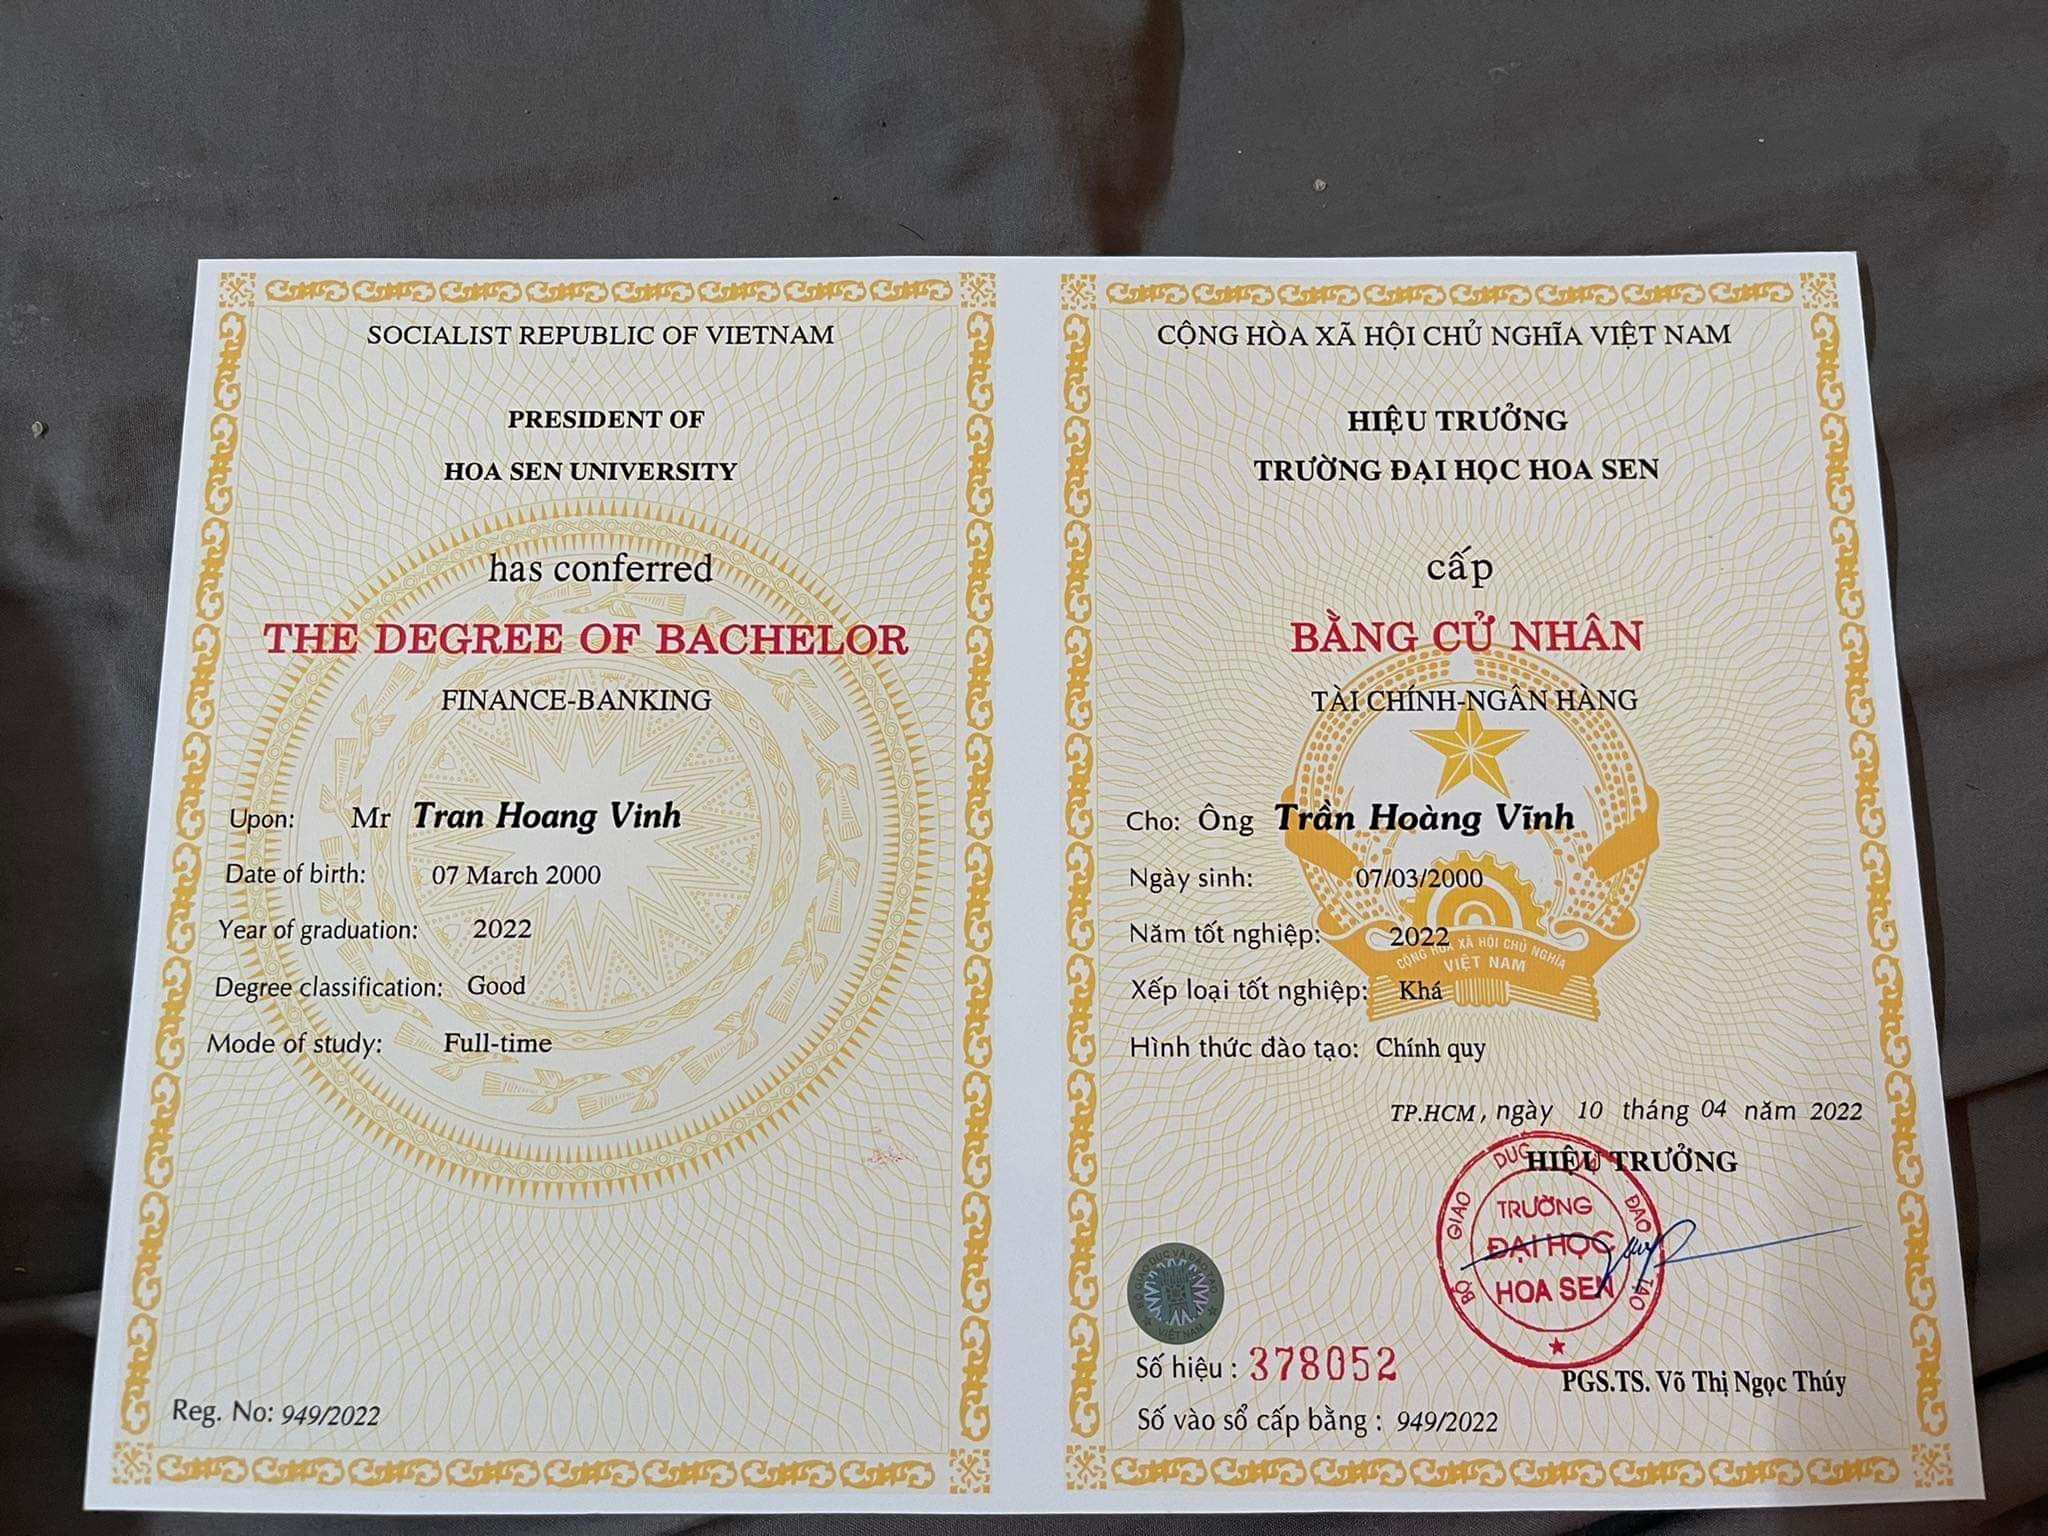 SOCIALIST REPUBLIC OF VIETNAM
PRESIDENT OF
HOA SEN UNIVERSITY
has conferred
THE DEGREE OF BACHELOR
FINANCE-BANKING
Upon: Mr Tran Hoang Vinh
Date of birth: 07 March 2000
Year of graduation: 2022
Degree classification: Good
Mode of study: Full-time
Reg. No: 949/2022
CỘNG HÒA XÃ HỘI CHỦ NGHĨA VIỆT NAM
HIỆU TRƯỞNG
TRƯỜNG ĐẠI HỌC HOA SEN
cấp
BẰNG CỬ NHÂN
TÀI CHÍNH-NGÂN HÀNG
Cho: Ông Trần Hoàng Vĩnh
Ngày sinh: 07/03/2000
Năm tốt nghiệp: 2022
CỘNG HÒA XÃ HỘI CHỦ NGHĨA
VIỆT NAM
Xếp loại tốt nghiệp: Khá
Hình thức đào tạo: Chính quy
TP.HCM, ngày 10 tháng 04 năm 2022
HIỆU TRƯỞNG
BỘ GIÁO DỤC ĐÀO TẠO
TRƯỜNG
ĐẠI HỌC
HOA SEN
BỘ GIÁO DỤC VÀ ĐÀO TẠO
VIỆT NAM
Số hiệu : 378052
PGS.TS. Võ Thị Ngọc Thúy
Số vào sổ cấp bằng : 949/2022